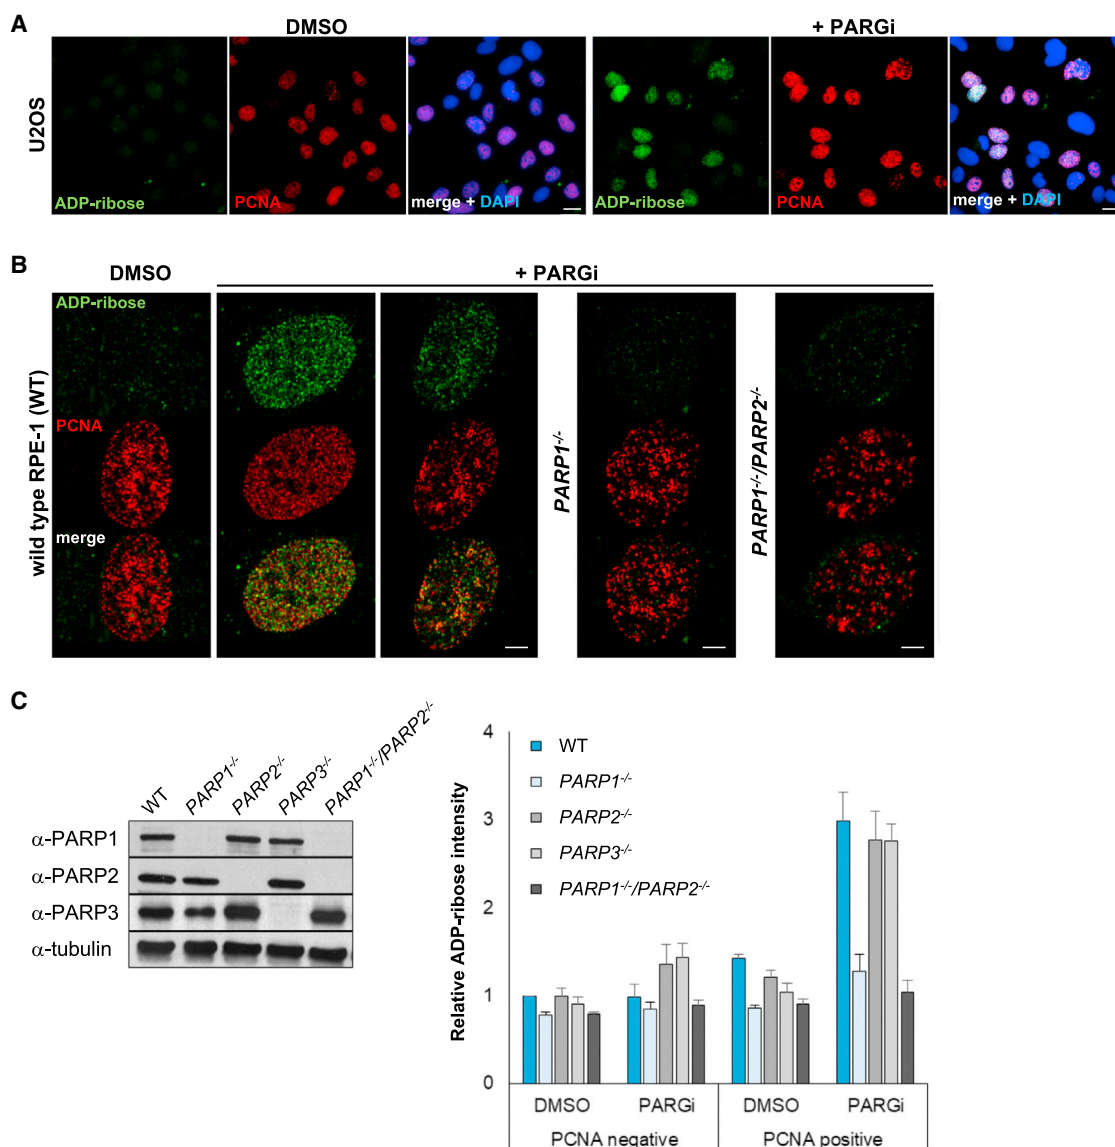 A
DMSO
+ PARGi
U2OS
ADP-ribose
PCNA
merge + DAPI
ADP-ribose
PCNA
merge + DAPI
B
DMSO
+ PARGi
wild type RPE-1 (WT)
ADP-ribose
PCNA
merge
PARP1-/-
PARP1-/-/PARP2-/-
C
WT
PARP1-/-
PARP2-/-
PARP3-/-
PARP1-/-/PARP2-/-
α-PARP1
α-PARP2
α-PARP3
α-tubulin
Relative ADP-ribose intensity
4
3
2
1
0
WT
PARP1-/-
PARP2-/-
PARP3-/-
PARP1-/-/PARP2-/-
DMSO
PARGi
DMSO
PARGi
PCNA negative
PCNA positive